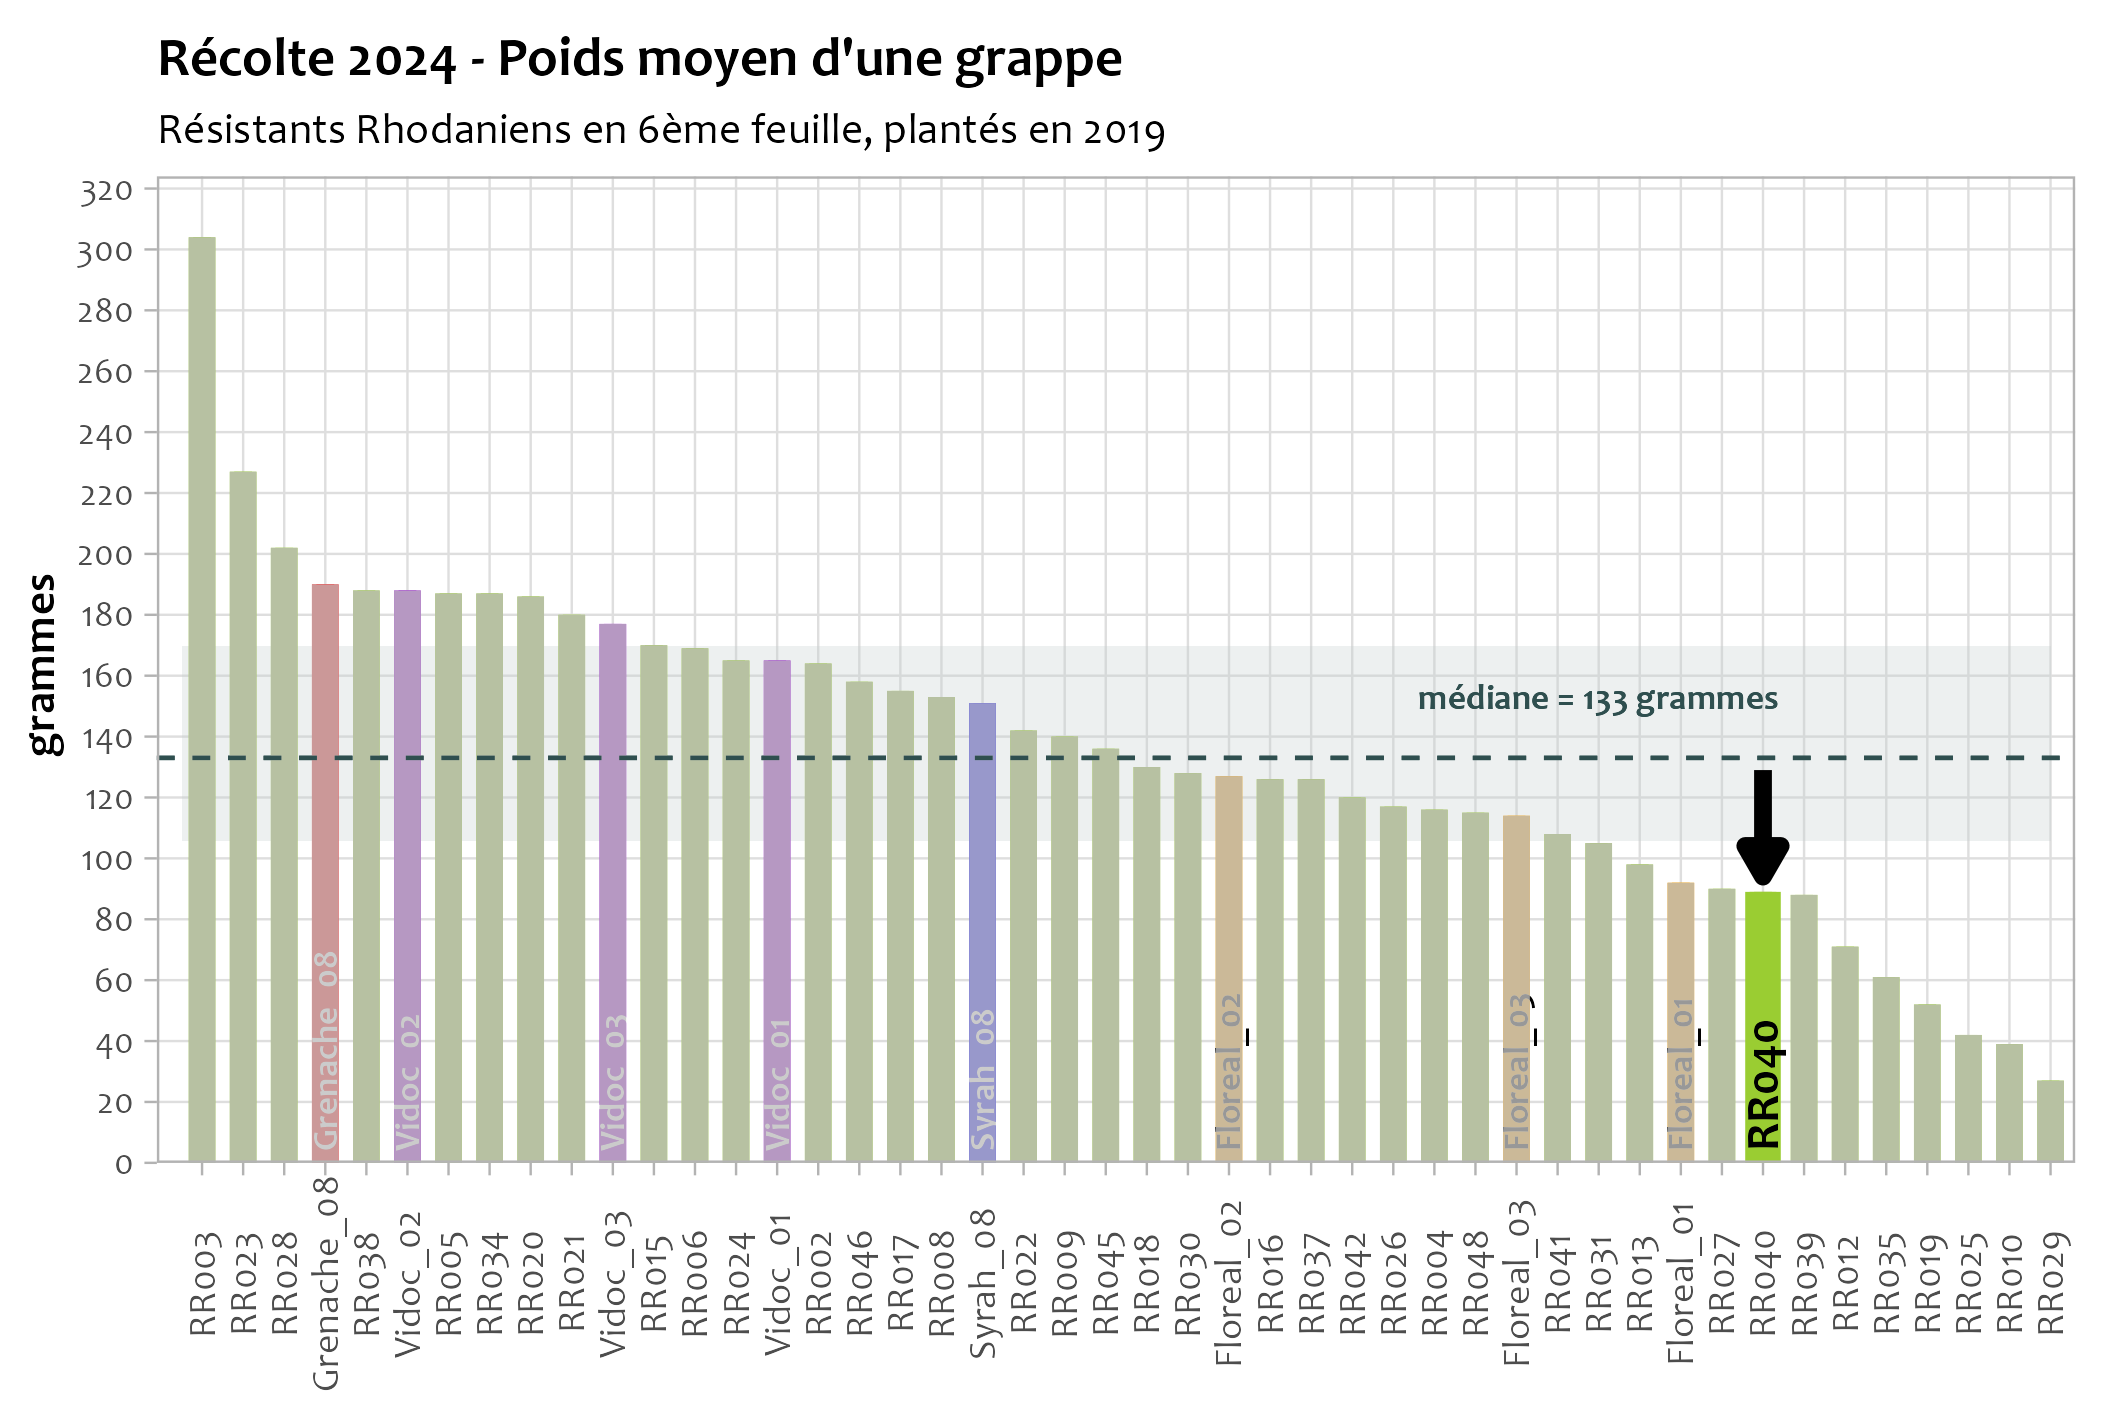 Récolte 2024 - Poids moyen d'une grappe
Résistants Rhodaniens en 6ème feuille, plantés en 2019
grammes
320
300
280
260
240
220
200
180
160
140
120
100
80
60
40
20
0
médiane = 133 grammes
Grenache_08
Vidoc_02
Vidoc_03
Vidoc_01
Syrah_08
Floreal_02
Floreal_03
Floreal_01
RR040
RR003
RR023
RR028
Grenache_08
RR038
Vidoc_02
RR005
RR034
RR020
RR021
Vidoc_03
RR015
RR006
RR024
Vidoc_01
RR002
RR046
RR017
RR008
Syrah_08
RR022
RR009
RR045
RR018
RR030
Floreal_02
RR016
RR037
RR042
RR026
RR004
RR048
Floreal_03
RR041
RR031
RR013
Floreal_01
RR027
RR040
RR039
RR012
RR035
RR019
RR025
RR010
RR029